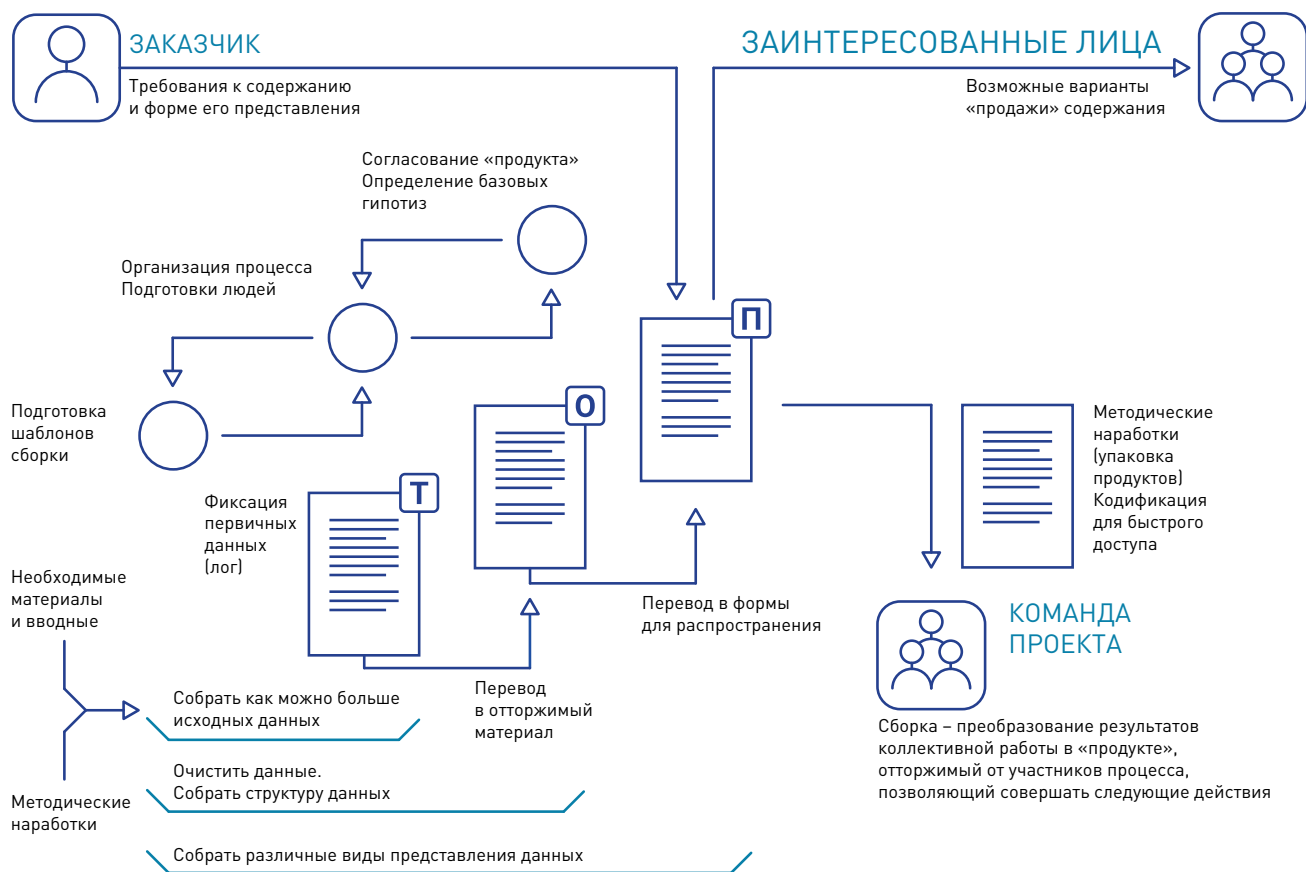 ЗАКАЗЧИК
Требования к содержанию
и форме его представления
ЗАИНТЕРЕСОВАННЫЕ ЛИЦА
Возможные варианты
«продажи» содержания
Согласование «продукта»
Определение базовых
гипотиз
Организация процесса
Подготовки людей
Подготовка
шаблонов
сборки
П
О
Т
Фиксация
первичных
данных
(лог)
Методические
наработки
(упаковка
продуктов)
Кодификация
для быстрого
доступа
Необходимые
материалы
и вводные
Перевод в формы
для распространения
КОМАНДА
ПРОЕКТА
Перевод
в отторжимый
материал
Собрать как можно больше
исходных данных
Сборка – преобразование результатов
коллективной работы в «продукте»,
отторжимый от участников процесса,
позволяющий совершать следующие действия
Очистить данные.
Собрать структуру данных
Методические
наработки
Собрать различные виды представления данных